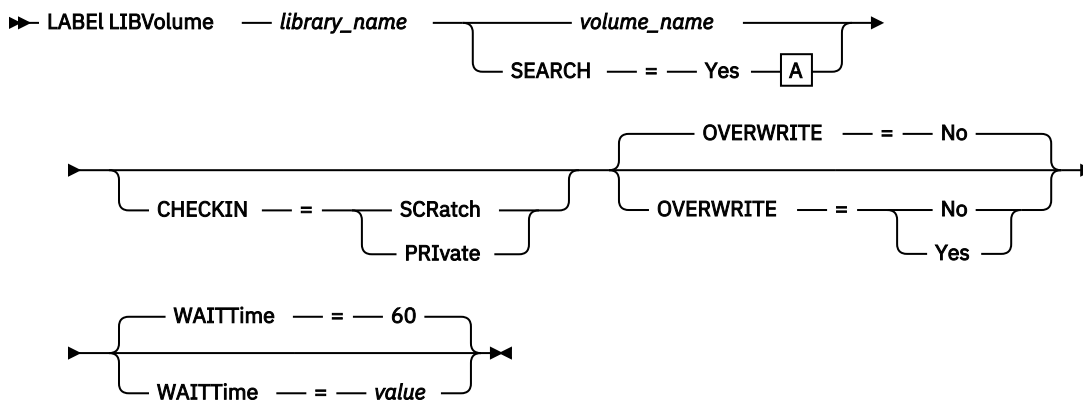 LABEl LIBVolume library_name volume_name
SEARCH = Yes A
OVERWRITE = No
CHECKIN = SCRatch OVERWRITE = No
PRIvate Yes
WAITTime = 60
WAITTime = value